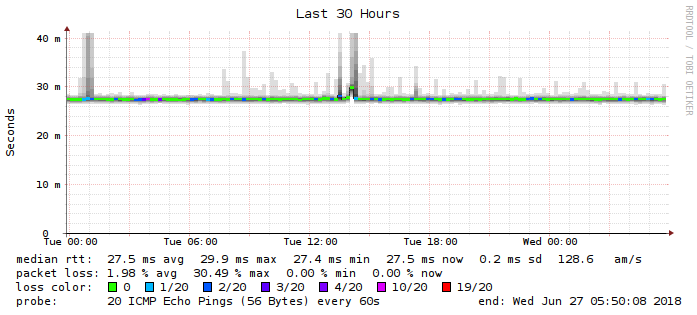 Last 30 Hours
RRDTOOL / TOBI OETIKER
Seconds
40 m
30 m
20 m
10 m
0
Tue 00:00 Tue 06:00 Tue 12:00 Tue 18:00 Wed 00:00
median rtt: 27.5 ms avg 29.9 ms max 27.4 ms min 27.5 ms now 0.2 ms sd 128.6 am/s
packet loss: 1.98 % avg 30.49 % max 0.00 % min 0.00 % now
loss color: 0 1/20 2/20 3/20 4/20 10/20 19/20
probe: 20 ICMP Echo Pings (56 Bytes) every 60s end: Wed Jun 27 05:50:08 2018